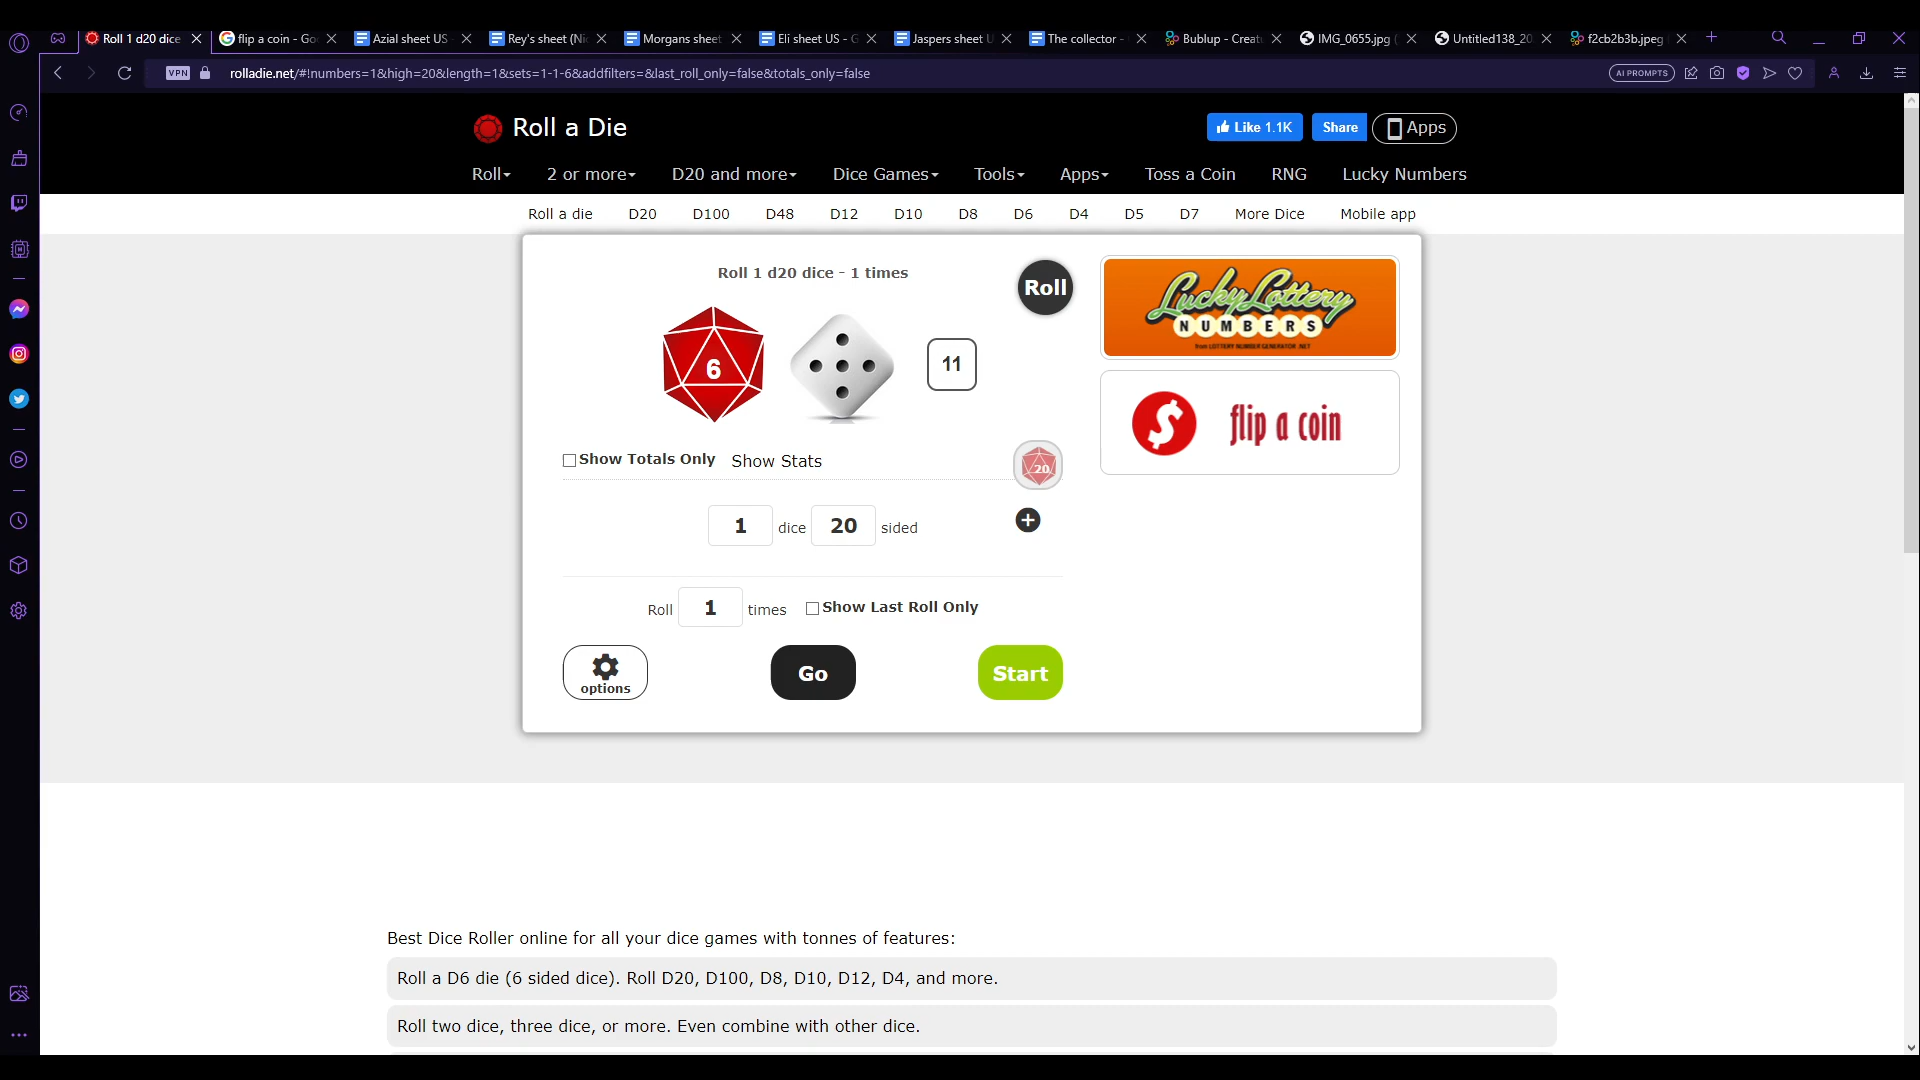 Roll 1 d20 dice
flip a coin - Go
Azial sheet US
Rey's sheet (Ni
Morgans sheet
Eli sheet US - G
Jaspers sheet U
The collector -
Bublup - Creat
IMG_0655.jpg (
Untitled138_20
f2cb2b3b.jpeg
VPN
rolladie.net/#!numbers=1&high=20&length=1&sets=1-1-6&addfilters=&last_roll_only=false&totals_only=false
AI PROMPTS
Roll a Die
Like 1.1K
Share
Apps
Roll
2 or more
D20 and more
Dice Games
Tools
Apps
Toss a Coin
RNG
Lucky Numbers
Roll a die
D20
D100
D48
D12
D10
D8
D6
D4
D5
D7
More Dice
Mobile app
Roll 1 d20 dice - 1 times
Roll
6
11
Lucky Lottery
NUMBERS
from LOTTERY NUMBER GENERATOR .NET
$ flip a coin
Show Totals Only
Show Stats
20
1 dice 20 sided
Roll 1 times
Show Last Roll Only
options
Go
Start
Best Dice Roller online for all your dice games with tonnes of features:
Roll a D6 die (6 sided dice). Roll D20, D100, D8, D10, D12, D4, and more.
Roll two dice, three dice, or more. Even combine with other dice.